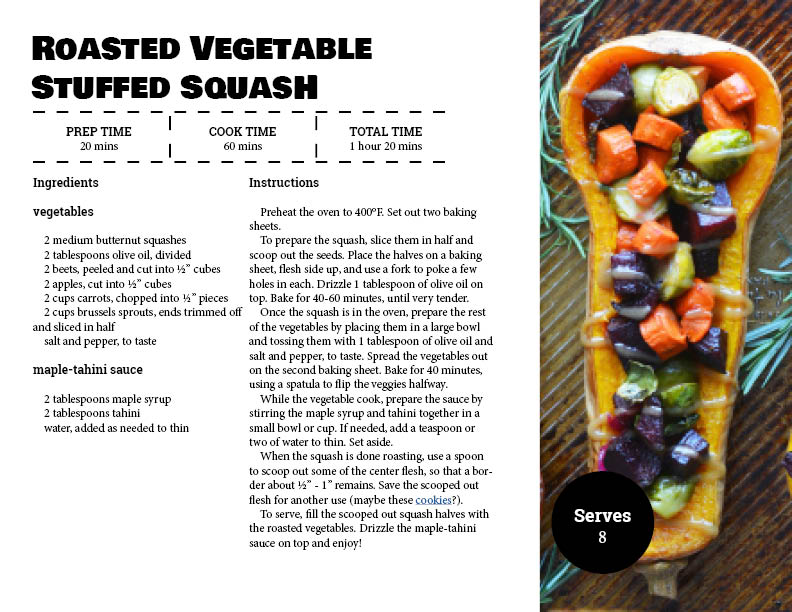 Roasted Vegetable
Stuffed Squash
PREP TIME
20 mins
COOK TIME
60 mins
TOTAL TIME
1 hour 20 mins
Ingredients
vegetables
2 medium butternut squashes
2 tablespoons olive oil, divided
2 beets, peeled and cut into ½” cubes
2 apples, cut into ½” cubes
2 cups carrots, chopped into ½” pieces
2 cups brussels sprouts, ends trimmed off
and sliced in half
salt and pepper, to taste
maple-tahini sauce
2 tablespoons maple syrup
2 tablespoons tahini
water, added as needed to thin
Instructions
Preheat the oven to 400°F. Set out two baking
sheets.
To prepare the squash, slice them in half and
scoop out the seeds. Place the halves on a baking
sheet, flesh side up, and use a fork to poke a few
holes in each. Drizzle 1 tablespoon of olive oil on
top. Bake for 40-60 minutes, until very tender.
Once the squash is in the oven, prepare the rest
of the vegetables by placing them in a large bowl
and tossing them with 1 tablespoon of olive oil and
salt and pepper, to taste. Spread the vegetables out
on the second baking sheet. Bake for 40 minutes,
using a spatula to flip the veggies halfway.
While the vegetable cook, prepare the sauce by
stirring the maple syrup and tahini together in a
small bowl or cup. If needed, add a teaspoon or
two of water to thin. Set aside.
When the squash is done roasting, use a spoon
to scoop out some of the center flesh, so that a bor-
der about ½” - 1” remains. Save the scooped out
flesh for another use (maybe these cookies?).
To serve, fill the scooped out squash halves with
the roasted vegetables. Drizzle the maple-tahini
sauce on top and enjoy!
Serves
8